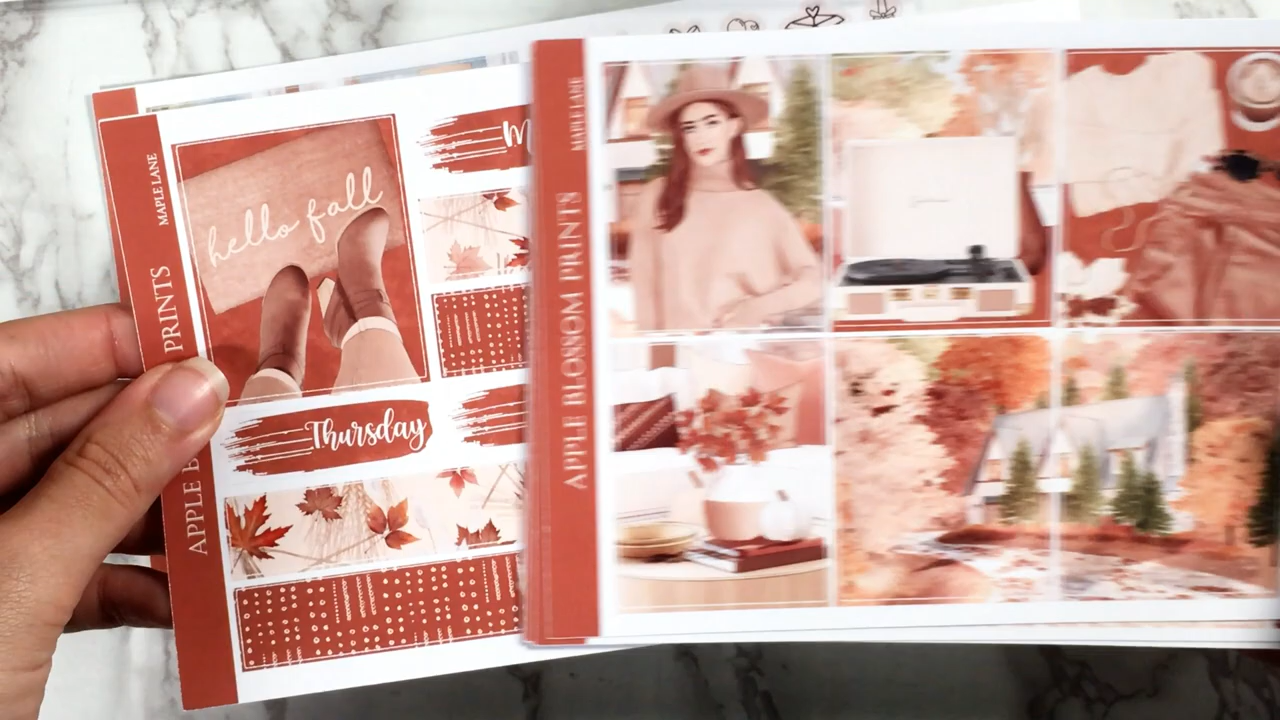 MAPLE LANE
PRINTS
APPLE B
hello fall
Thursday
M
MAPLE LANE
APPLE BLOSSOM PRINTS